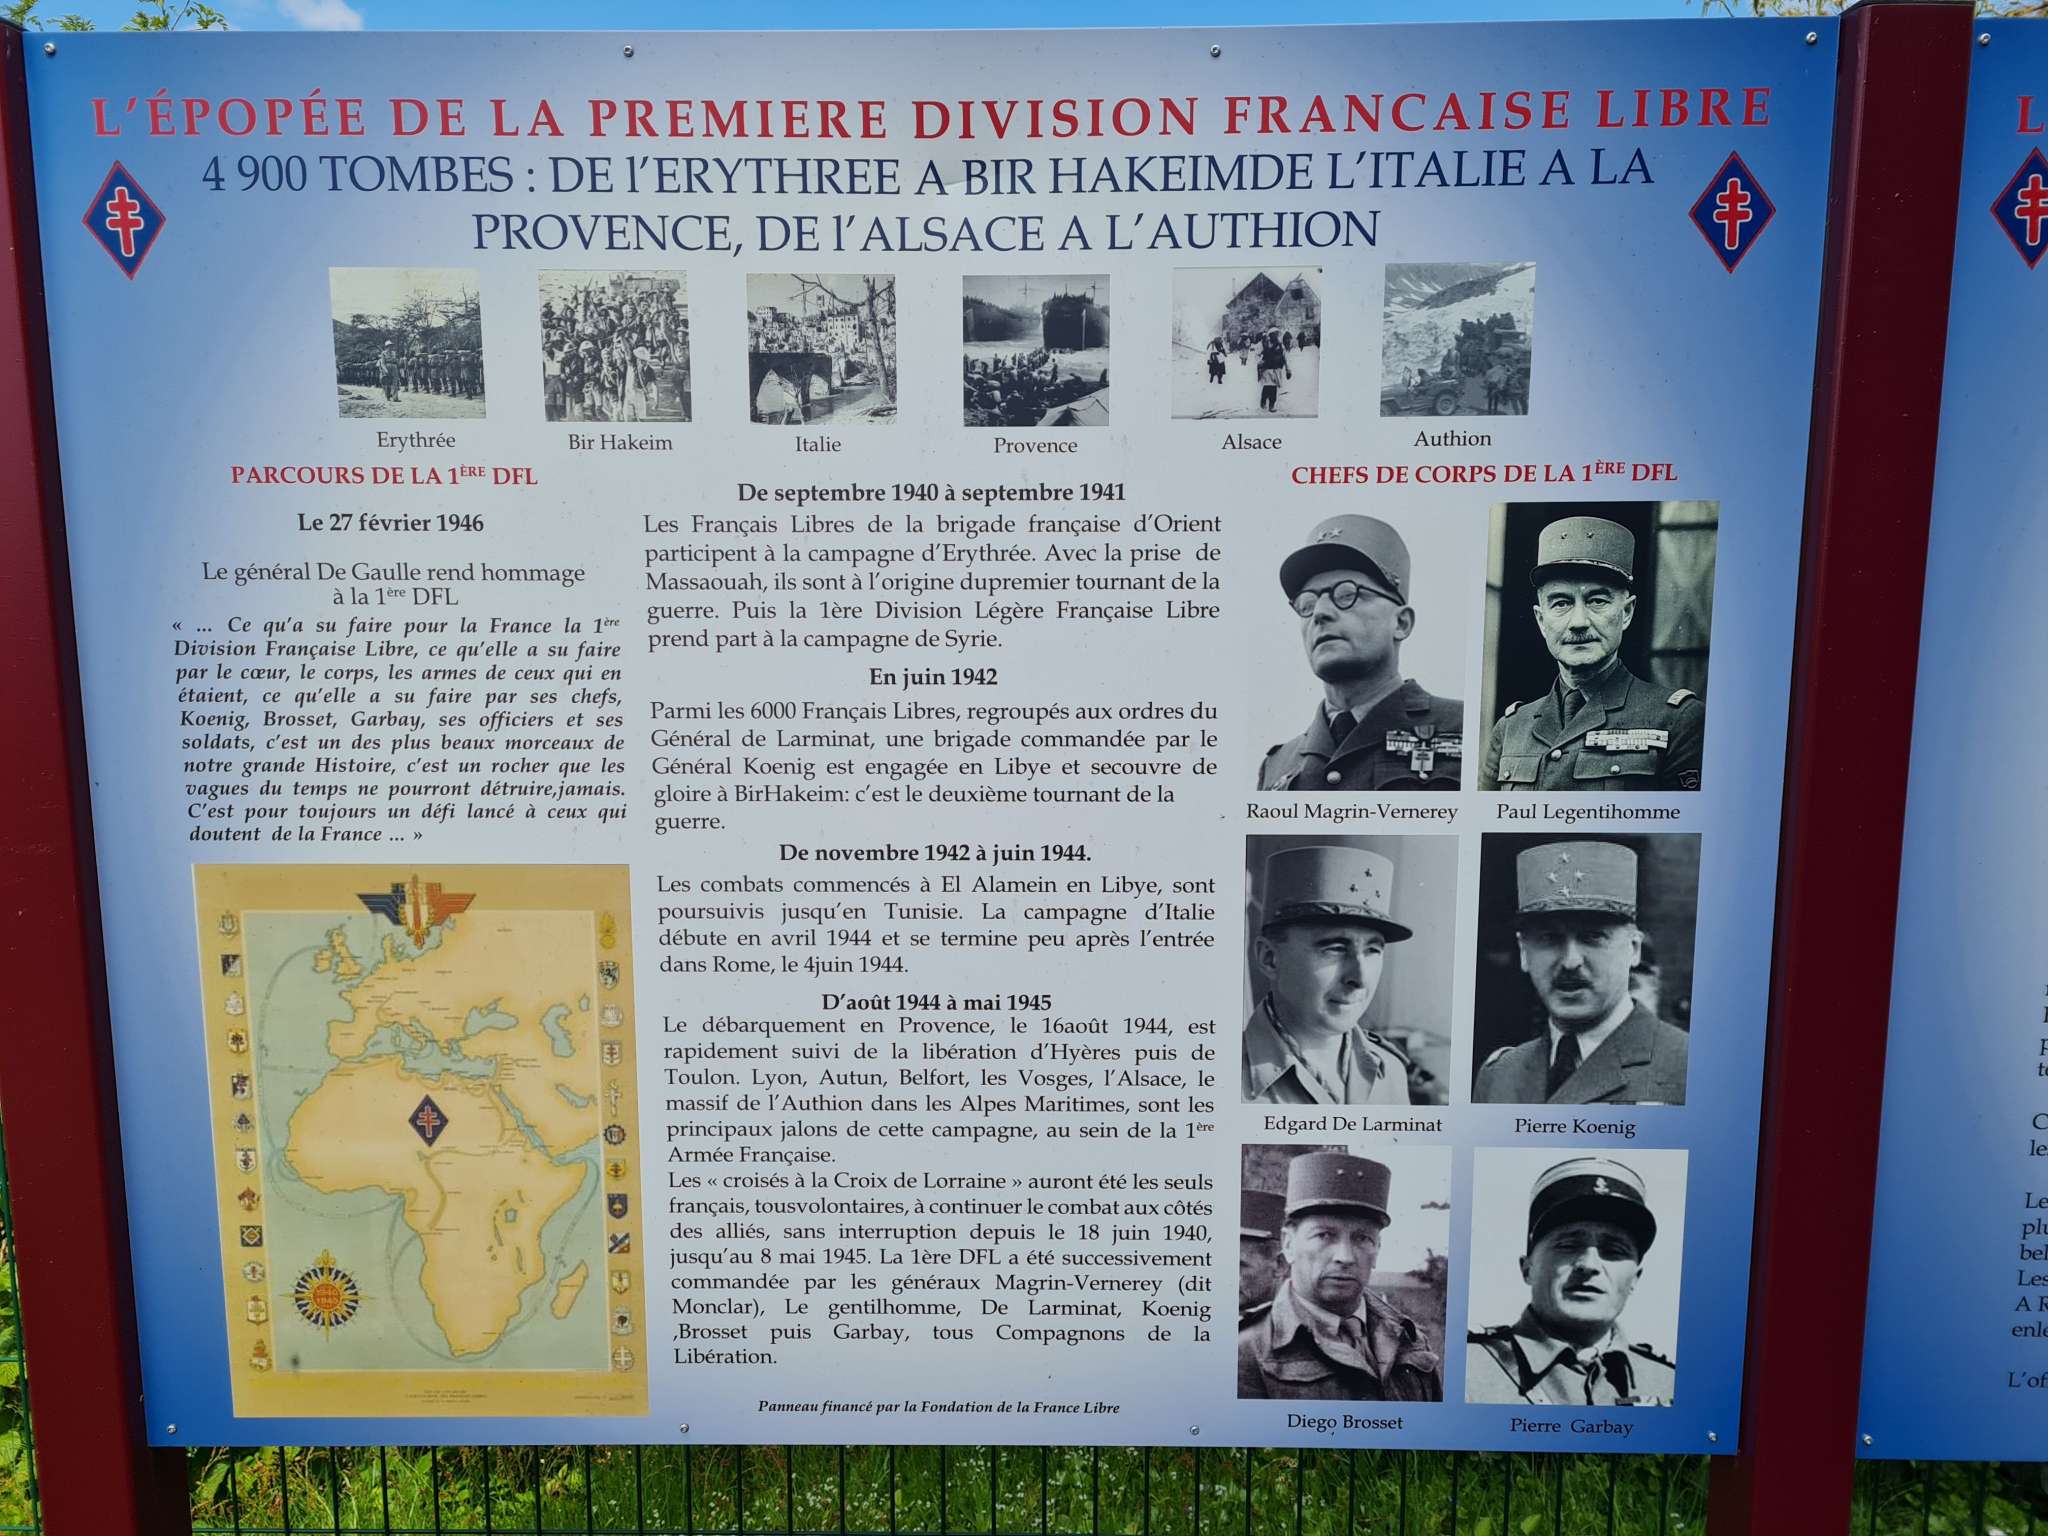 L'ÉPOPÉE DE LA PREMIERE DIVISION FRANCAISE LIBRE
4 900 TOMBES : DE l'ERYTHREE A BIR HAKEIMDE L'ITALIE A LA
PROVENCE, DE l'ALSACE A L'AUTHION
Erythrée
Bir Hakeim
Italie
Provence
Alsace
Authion
PARCOURS DE LA 1ÈRE DFL
Le 27 février 1946
Le général De Gaulle rend hommage
à la 1ère DFL
« ... Ce qu'a su faire pour la France la 1ère
Division Française Libre, ce qu'elle a su faire
par le cœur, le corps, les armes de ceux qui en
étaient, ce qu'elle a su faire par ses chefs,
Koenig, Brosset, Garbay, ses officiers et ses
soldats, c'est un des plus beaux morceaux de
notre grande Histoire, c'est un rocher que les
vagues du temps ne pourront détruire,jamais.
C'est pour toujours un défi lancé à ceux qui
doutent de la France ... »
De septembre 1940 à septembre 1941
Les Français Libres de la brigade française d'Orient
participent à la campagne d'Erythrée. Avec la prise de
Massaouah, ils sont à l'origine dupremier tournant de la
guerre. Puis la 1ère Division Légère Française Libre
prend part à la campagne de Syrie.
En juin 1942
Parmi les 6000 Français Libres, regroupés aux ordres du
Général de Larminat, une brigade commandée par le
Général Koenig est engagée en Libye et secouvre de
gloire à BirHakeim: c'est le deuxième tournant de la
guerre.
De novembre 1942 à juin 1944.
Les combats commencés à El Alamein en Libye, sont
poursuivis jusqu'en Tunisie. La campagne d'Italie
débute en avril 1944 et se termine peu après l'entrée
dans Rome, le 4juin 1944.
D'août 1944 à mai 1945
Le débarquement en Provence, le 16août 1944, est
rapidement suivi de la libération d'Hyères puis de
Toulon. Lyon, Autun, Belfort, les Vosges, l'Alsace, le
massif de l'Authion dans les Alpes Maritimes, sont les
principaux jalons de cette campagne, au sein de la 1ère
Armée Française.
Les « croisés à la Croix de Lorraine » auront été les seuls
français, tousvolontaires, à continuer le combat aux côtés
des alliés, sans interruption depuis le 18 juin 1940,
jusqu'au 8 mai 1945. La 1ère DFL a été successivement
commandée par les généraux Magrin-Vernerey (dit
Monclar), Le gentilhomme, De Larminat, Koenig
,Brosset puis Garbay, tous Compagnons de la
Libération.
Panneau financé par la Fondation de la France Libre
CHEFS DE CORPS DE LA 1ÈRE DFL
Raoul Magrin-Vernerey
Paul Legentihomme
Edgard De Larminat
Pierre Koenig
Diego Brosset
Pierre Garbay